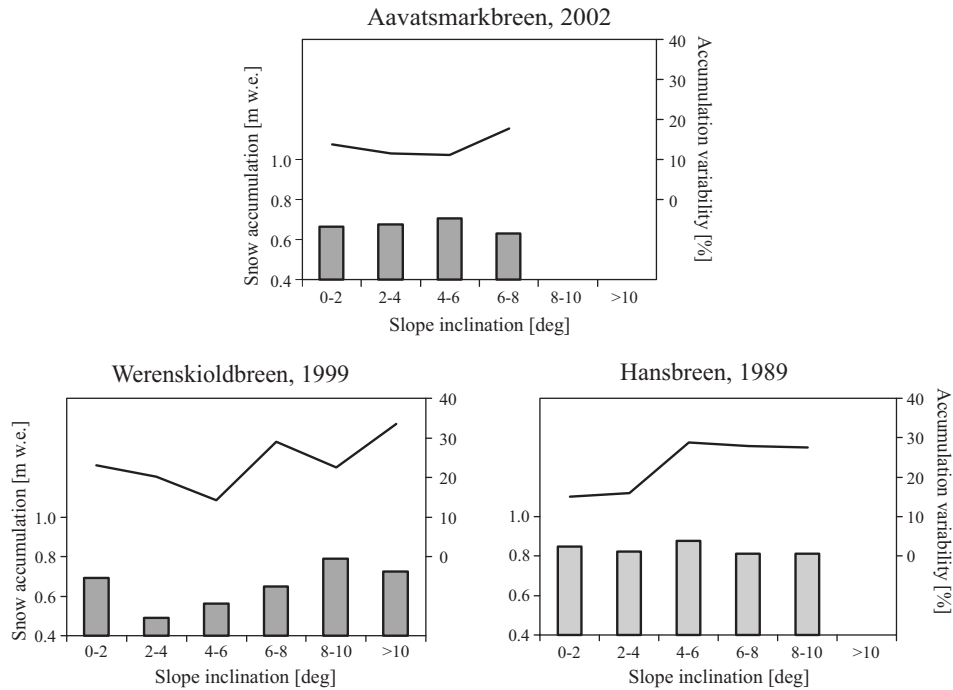 Aavatsmarkbreen, 2002
Snow accumulation [m w.e.]
1.0
0.8
0.6
0.4
40
30
20
10
0
Accumulation variability [%]
0-2 2-4 4-6 6-8 8-10 >10
Slope inclination [deg]
Werenskioldbreen, 1999
Snow accumulation [m w.e.]
1.0
0.8
0.6
0.4
40
30
20
10
0
0-2 2-4 4-6 6-8 8-10 >10
Slope inclination [deg]
Hansbreen, 1989
1.0
0.8
0.6
0.4
40
30
20
10
0
Accumulation variability [%]
0-2 2-4 4-6 6-8 8-10 >10
Slope inclination [deg]